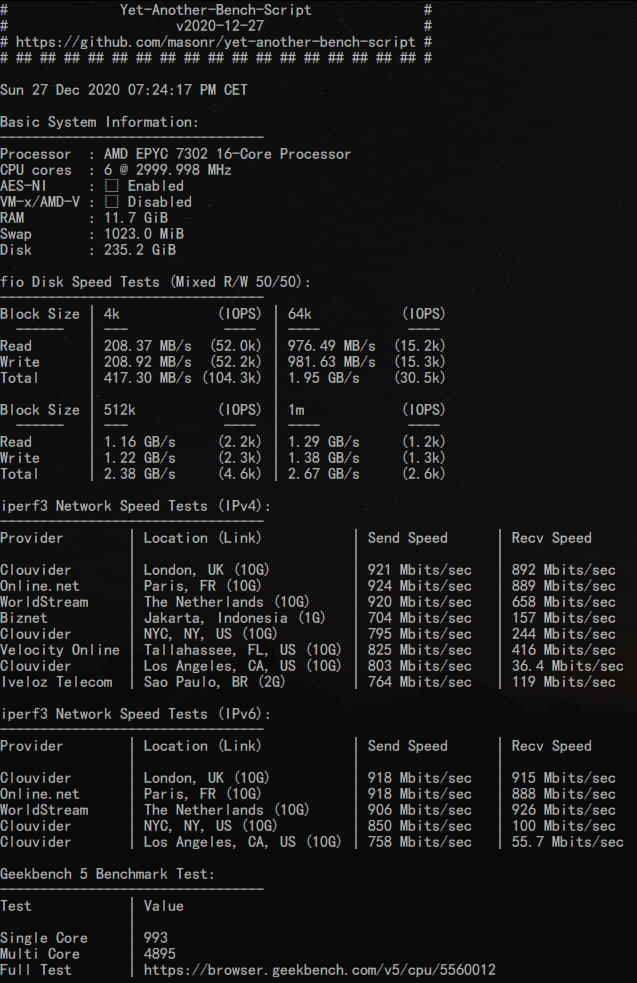 #              Yet-Another-Bench-Script              #
#                     v2020-12-27                    #
# https://github.com/masonr/yet-another-bench-script #
# ## ## ## ## ## ## ## ## ## ## ## ## ## ## ## ## ## #
Sun 27 Dec 2020 07:24:17 PM CET
Basic System Information:
---------------------------------
Processor  : AMD EPYC 7302 16-Core Processor
CPU cores  : 6 @ 2999.998 MHz
AES-NI     : □ Enabled
VM-x/AMD-V : □ Disabled
RAM        : 11.7 GiB
Swap       : 1023.0 MiB
Disk       : 235.2 GiB
fio Disk Speed Tests (Mixed R/W 50/50):
---------------------------------
Block Size | 4k            (IOPS) | 64k           (IOPS)
  ------   | ---            ----  | ----           ----
Read       | 208.37 MB/s  (52.0k) | 976.49 MB/s  (15.2k)
Write      | 208.92 MB/s  (52.2k) | 981.63 MB/s  (15.3k)
Total      | 417.30 MB/s (104.3k) | 1.95 GB/s    (30.5k)
Block Size | 512k          (IOPS) | 1m            (IOPS)
  ------   | ---            ----  | ----           ----
Read       | 1.16 GB/s     (2.2k) | 1.29 GB/s     (1.2k)
Write      | 1.22 GB/s     (2.3k) | 1.38 GB/s     (1.3k)
Total      | 2.38 GB/s     (4.6k) | 2.67 GB/s     (2.6k)
iperf3 Network Speed Tests (IPv4):
---------------------------------
Provider        | Location (Link)           | Send Speed      | Recv Speed
Clouvider       | London, UK (10G)          | 921 Mbits/sec   | 892 Mbits/sec
Online.net      | Paris, FR (10G)           | 924 Mbits/sec   | 889 Mbits/sec
WorldStream     | The Netherlands (10G)     | 920 Mbits/sec   | 658 Mbits/sec
Biznet          | Jakarta, Indonesia (1G)   | 704 Mbits/sec   | 157 Mbits/sec
Clouvider       | NYC, NY, US (10G)         | 795 Mbits/sec   | 244 Mbits/sec
Velocity Online | Tallahassee, FL, US (10G) | 825 Mbits/sec   | 416 Mbits/sec
Clouvider       | Los Angeles, CA, US (10G) | 803 Mbits/sec   | 36.4 Mbits/sec
Iveloz Telecom  | Sao Paulo, BR (2G)        | 764 Mbits/sec   | 119 Mbits/sec
iperf3 Network Speed Tests (IPv6):
---------------------------------
Provider        | Location (Link)           | Send Speed      | Recv Speed
Clouvider       | London, UK (10G)          | 918 Mbits/sec   | 915 Mbits/sec
Online.net      | Paris, FR (10G)           | 918 Mbits/sec   | 888 Mbits/sec
WorldStream     | The Netherlands (10G)     | 906 Mbits/sec   | 926 Mbits/sec
Clouvider       | NYC, NY, US (10G)         | 850 Mbits/sec   | 100 Mbits/sec
Clouvider       | Los Angeles, CA, US (10G) | 758 Mbits/sec   | 55.7 Mbits/sec
Geekbench 5 Benchmark Test:
---------------------------------
Test            | Value
Single Core     | 993
Multi Core      | 4895
Full Test       | https://browser.geekbench.com/v5/cpu/5560012